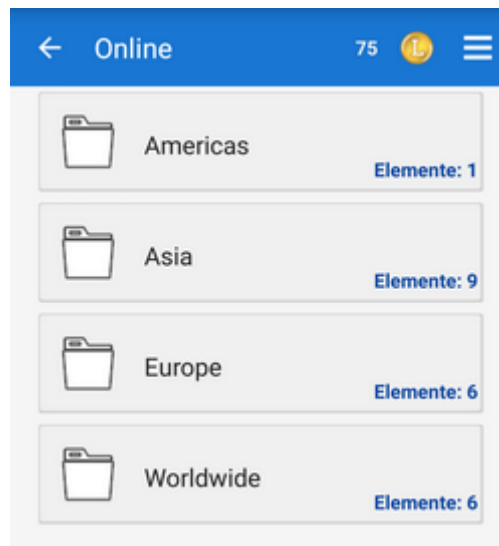 Online 75 L
Americas
Elemente: 1
Asia
Elemente: 9
Europe
Elemente: 6
Worldwide
Elemente: 6